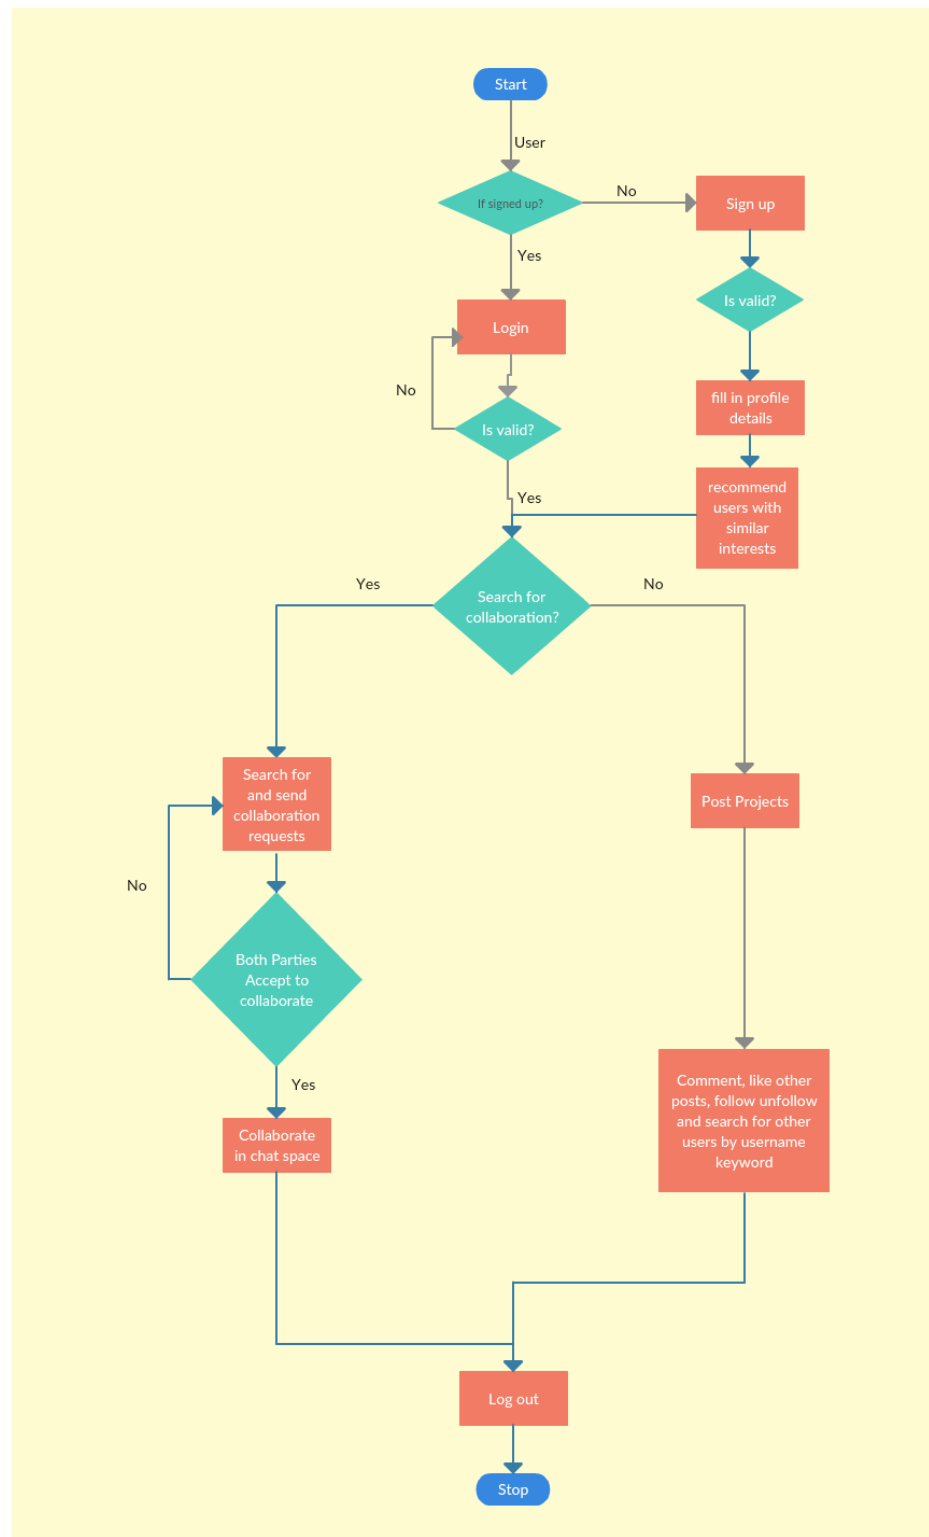 Start
User
If signed up?
No
Sign up
Yes
Is valid?
Login
No
fill in profile
details
Is valid?
Yes
recommend
users with
similar
interests
Yes
No
Search for
collaboration?
Search for
and send
collaboration
requests
Post Projects
No
Both Parties
Accept to
collaborate
Yes
Comment, like other
posts, follow unfollow
and search for other
users by username
keyword
Collaborate
in chat space
Log out
Stop